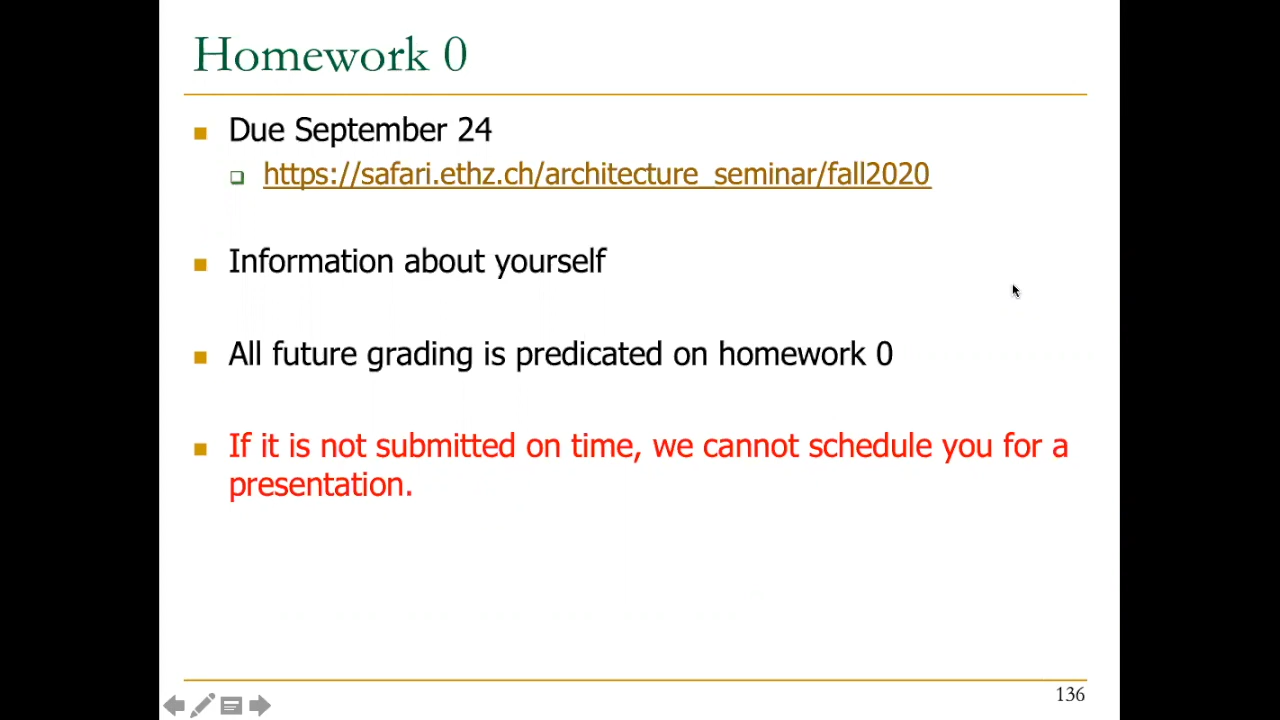 Homework 0
Due September 24
https://safari.ethz.ch/architecture_seminar/fall2020
Information about yourself
All future grading is predicated on homework 0
If it is not submitted on time, we cannot schedule you for a
presentation.
136